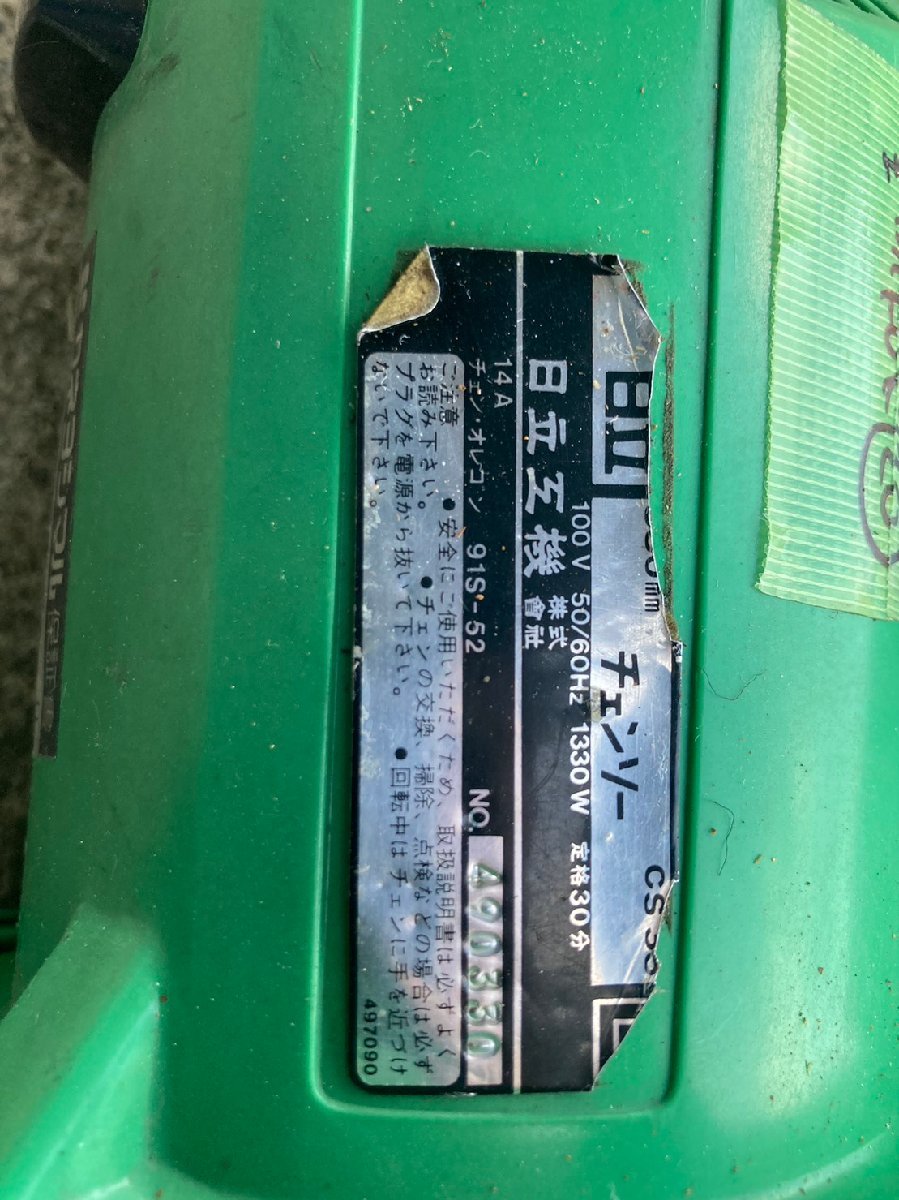 日立
mm チェンソー CS
100V 50/60Hz 1330W 定格30分
日立工機 株式會社
14A
チェン・オレゴン 91S-52 NO. 490330
ご注意 ●安全にご使用いただくため、取扱説明書は必ずよく
お読み下さい。 ●チェンの交換、掃除、点検などの場合は必ず
プラグを電源から抜いて下さい。 ●回転中はチェンに手を近づけ
ないで下さい。
497090